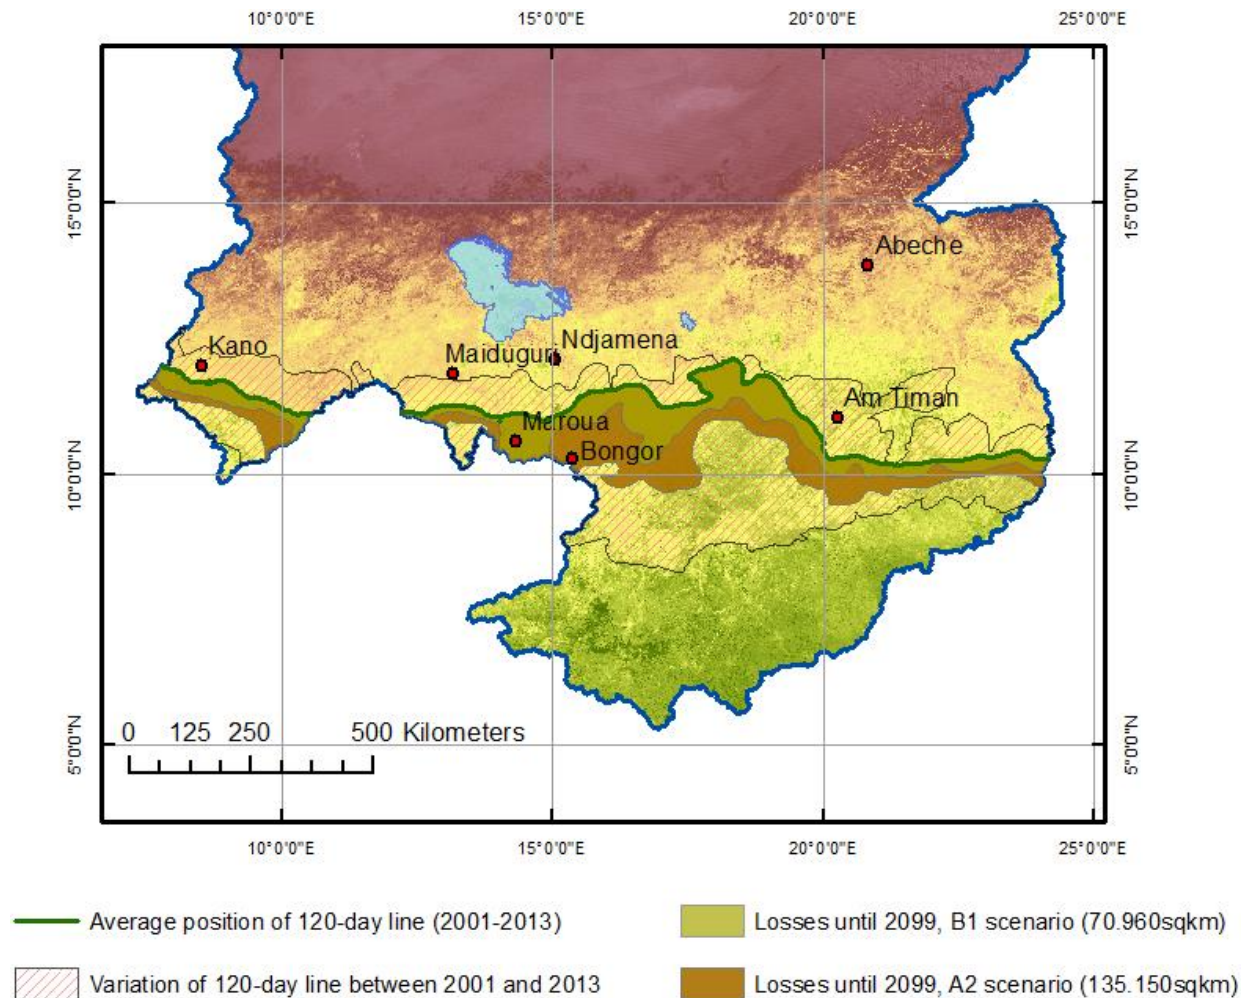 10°0'0"E 15°0'0"E 20°0'0"E 25°0'0"E
15°0'0"N 15°0'0"N
Abeche
Kano
Ndjamena
Maiduguri
Am Timan
Maroua
Bongor
10°0'0"N 10°0'0"N
0 125 250 500 Kilometers
5°0'0"N 5°0'0"N
10°0'0"E 15°0'0"E 20°0'0"E 25°0'0"E
Average position of 120-day line (2001-2013)
Losses until 2099, B1 scenario (70.960sqkm)
Variation of 120-day line between 2001 and 2013
Losses until 2099, A2 scenario (135.150sqkm)